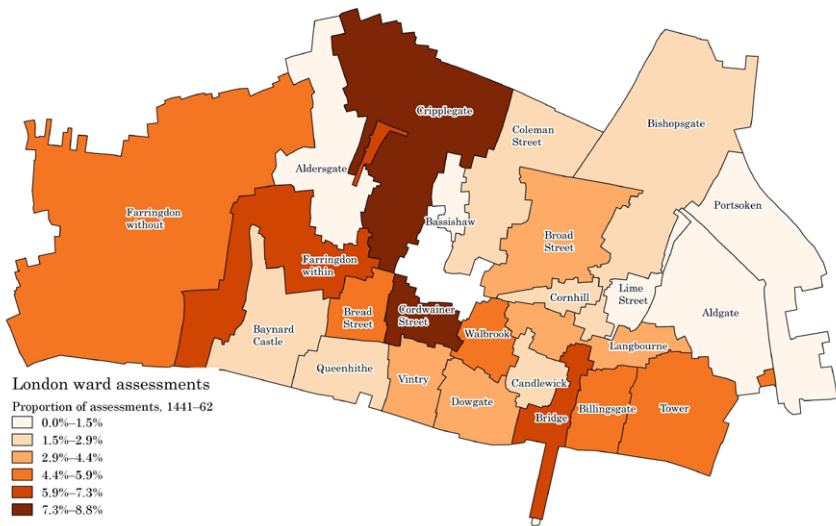 Cripplegate
Bishopsgate
Coleman
Street
Aldersgate
Portsoken
Farringdon
without
Bassishaw
Broad
Street
Farringdon
within
Lime
Street
Cornhill
Bread
Street
Cordwainer
Street
Aldgate
Baynard
Castle
Walbrook
Langbourne
Queenhithe
Vintry
Candlewick
Dowgate
Bridge
Billingsgate
Tower
London ward assessments
Proportion of assessments, 1441–62
0.0%–1.5%
1.5%–2.9%
2.9%–4.4%
4.4%–5.9%
5.9%–7.3%
7.3%–8.8%